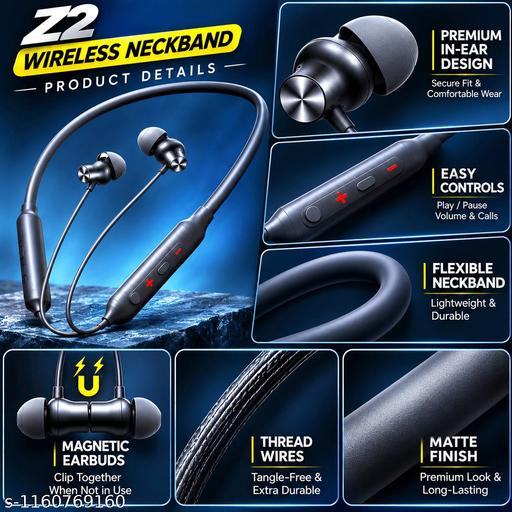 Z2
WIRELESS NECKBAND
PRODUCT DETAILS
PREMIUM
IN-EAR
DESIGN
Secure Fit &
Comfortable Wear
EASY
CONTROLS
Play / Pause
Volume & Calls
FLEXIBLE
NECKBAND
Lightweight &
Durable
MAGNETIC
EARBUDS
Clip Together
When Not in Use
THREAD
WIRES
Tangle-Free &
Extra Durable
MATTE
FINISH
Premium Look &
Long-Lasting
s-1160769160